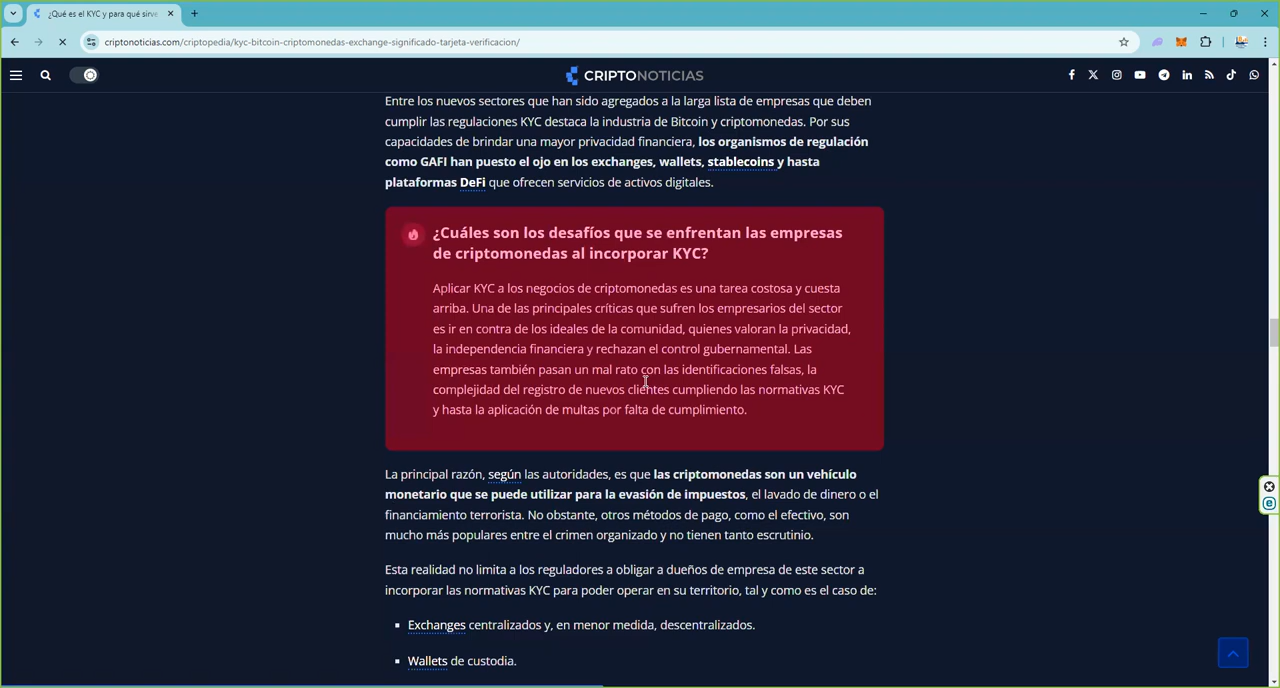 ¿Qué es el KYC y para qué sirve
criptonoticias.com/criptopedia/kyc-bitcoin-criptomonedas-exchange-significado-tarjeta-verificacion/
CRIPTONOTICIAS
Entre los nuevos sectores que han sido agregados a la larga lista de empresas que deben
cumplir las regulaciones KYC destaca la industria de Bitcoin y criptomonedas. Por sus
capacidades de brindar una mayor privacidad financiera, los organismos de regulación
como GAFI han puesto el ojo en los exchanges, wallets, stablecoins y hasta
plataformas DeFi que ofrecen servicios de activos digitales.
¿Cuáles son los desafíos que se enfrentan las empresas
de criptomonedas al incorporar KYC?
Aplicar KYC a los negocios de criptomonedas es una tarea costosa y cuesta
arriba. Una de las principales críticas que sufren los empresarios del sector
es ir en contra de los ideales de la comunidad, quienes valoran la privacidad,
la independencia financiera y rechazan el control gubernamental. Las
empresas también pasan un mal rato con las identificaciones falsas, la
complejidad del registro de nuevos clientes cumpliendo las normativas KYC
y hasta la aplicación de multas por falta de cumplimiento.
La principal razón, según las autoridades, es que las criptomonedas son un vehículo
monetario que se puede utilizar para la evasión de impuestos, el lavado de dinero o el
financiamiento terrorista. No obstante, otros métodos de pago, como el efectivo, son
mucho más populares entre el crimen organizado y no tienen tanto escrutinio.
Esta realidad no limita a los reguladores a obligar a dueños de empresa de este sector a
incorporar las normativas KYC para poder operar en su territorio, tal y como es el caso de:
Exchanges centralizados y, en menor medida, descentralizados.
Wallets de custodia.